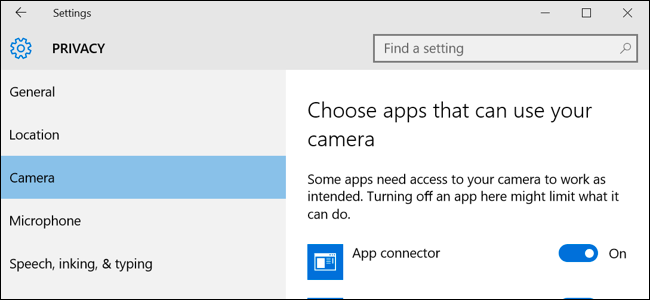 Settings
PRIVACY
Find a setting
General
Location
Camera
Microphone
Speech, inking, & typing
Choose apps that can use your
camera
Some apps need access to your camera to work as
intended. Turning off an app here might limit what it
can do.
App connector
On